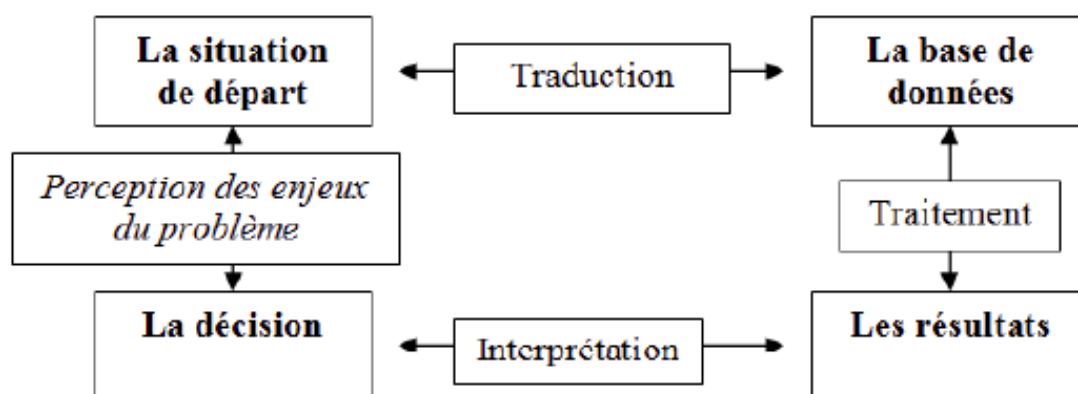 La situation
de départ
Traduction
La base de
données
Perception des enjeux
du problème
Traitement
La décision
Interprétation
Les résultats